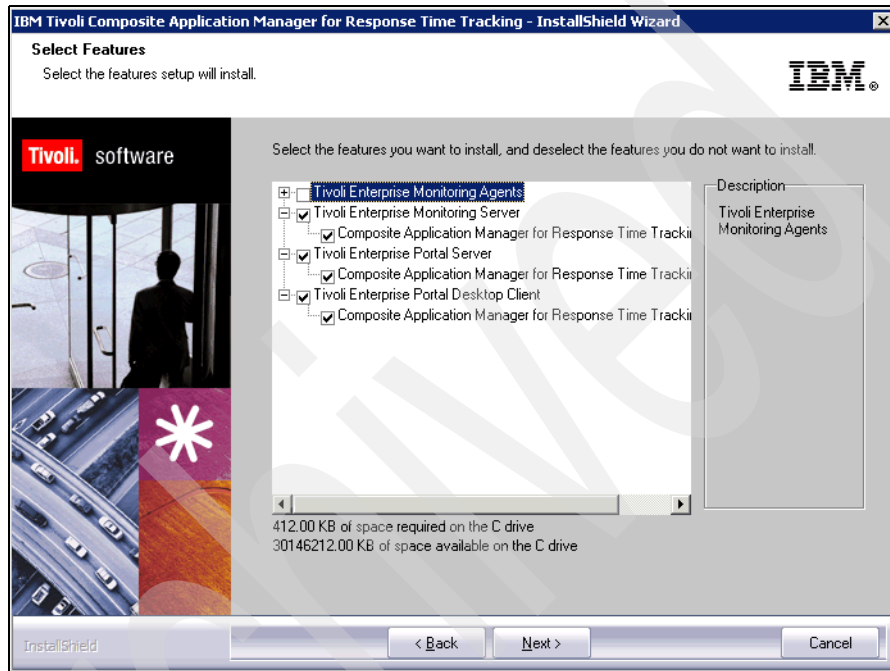 IBM Tivoli Composite Application Manager for Response Time Tracking - InstallShield Wizard
Select Features
Select the features setup will install.
IBM®
Tivoli. software
Select the features you want to install, and deselect the features you do not want to install.
Tivoli Enterprise Monitoring Agents
Tivoli Enterprise Monitoring Server
Composite Application Manager for Response Time Trackin
Tivoli Enterprise Portal Server
Composite Application Manager for Response Time Trackin
Tivoli Enterprise Portal Desktop Client
Composite Application Manager for Response Time Trackin
Description
Tivoli Enterprise
Monitoring Agents
412.00 KB of space required on the C drive
30146212.00 KB of space available on the C drive
InstallShield
< Back
Next >
Cancel